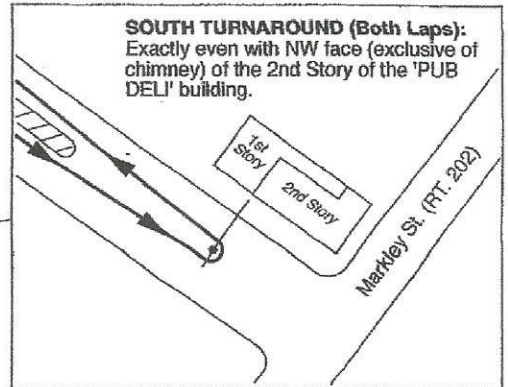 SOUTH TURNAROUND (Both Laps):
Exactly even with NW face (exclusive of
chimney) of the 2nd Story of the 'PUB
DELI' building.
1st
Story
2nd Story
Markley St. (RT. 202)